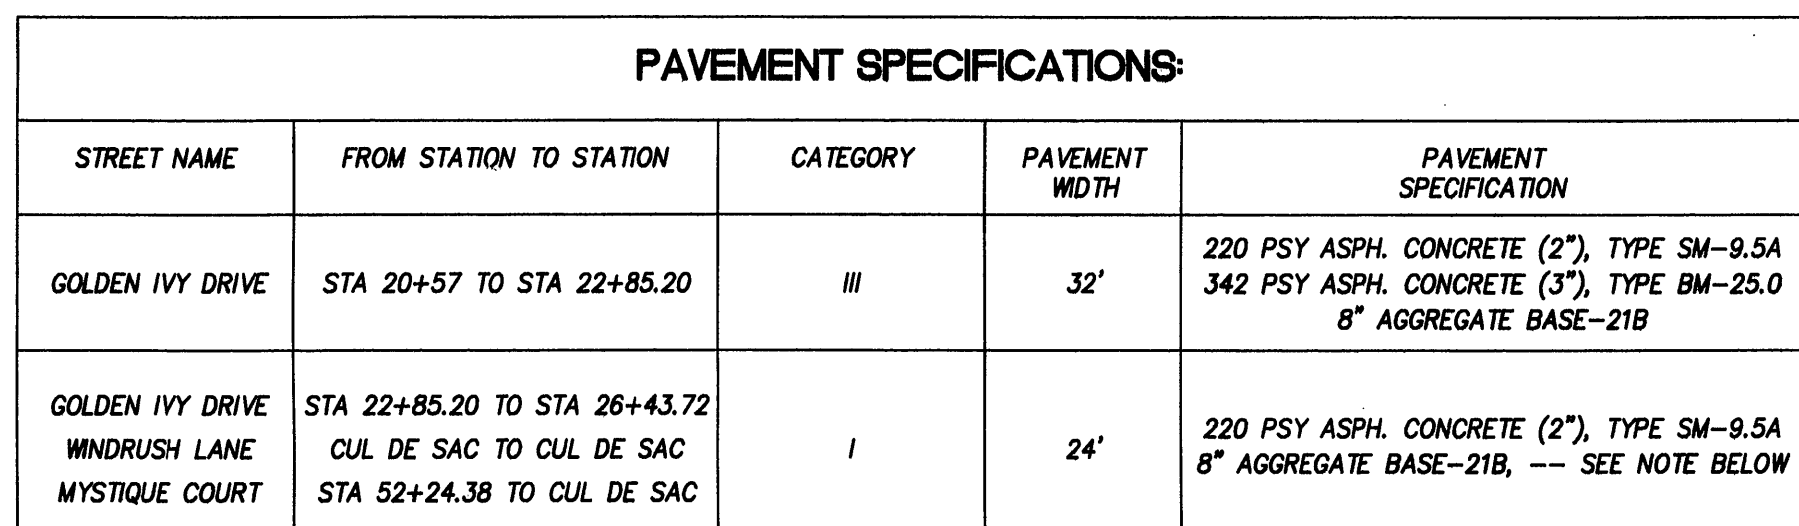 PAVEMENT SPECIFICATIONS:
STREET NAME FROM STATION TO STATION CATEGORY PAVEMENT WIDTH PAVEMENT SPECIFICATION
GOLDEN IVY DRIVE STA 20+57 TO STA 22+85.20 III 32' 220 PSY ASPH. CONCRETE (2"), TYPE SM-9.5A
342 PSY ASPH. CONCRETE (3"), TYPE BM-25.0
8" AGGREGATE BASE-21B
GOLDEN IVY DRIVE STA 22+85.20 TO STA 26+43.72
WINDRUSH LANE CUL DE SAC TO CUL DE SAC
MYSTIQUE COURT STA 52+24.38 TO CUL DE SAC
I 24' 220 PSY ASPH. CONCRETE (2"), TYPE SM-9.5A
8" AGGREGATE BASE-21B, -- SEE NOTE BELOW